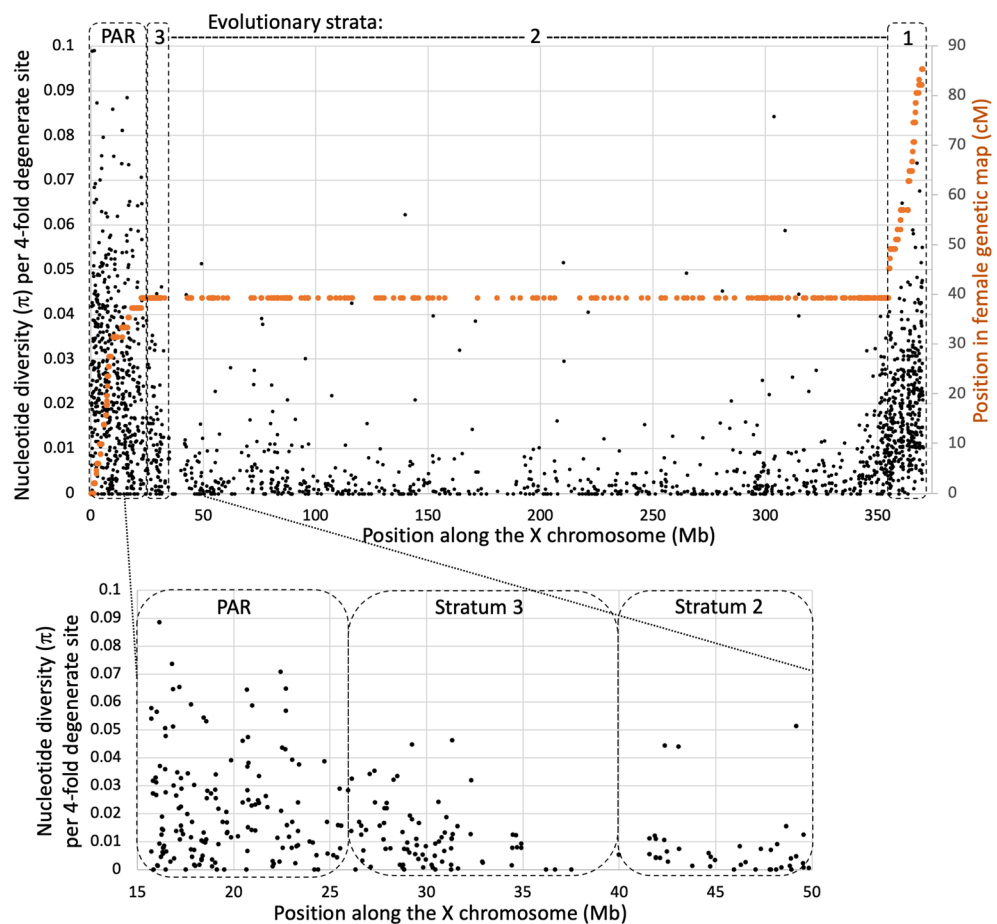 Evolutionary strata:
PAR 3 2 1
Nucleotide diversity (π) per 4-fold degenerate site
0.1
0.09
0.08
0.07
0.06
0.05
0.04
0.03
0.02
0.01
0
90
80
70
60
50
40
30
20
10
0
Position in female genetic map (cM)
0 50 100 150 200 250 300 350
Position along the X chromosome (Mb)
PAR Stratum 3 Stratum 2
Nucleotide diversity (π)
per 4-fold degenerate site
0.1
0.09
0.08
0.07
0.06
0.05
0.04
0.03
0.02
0.01
0
15 20 25 30 35 40 45 50
Position along the X chromosome (Mb)